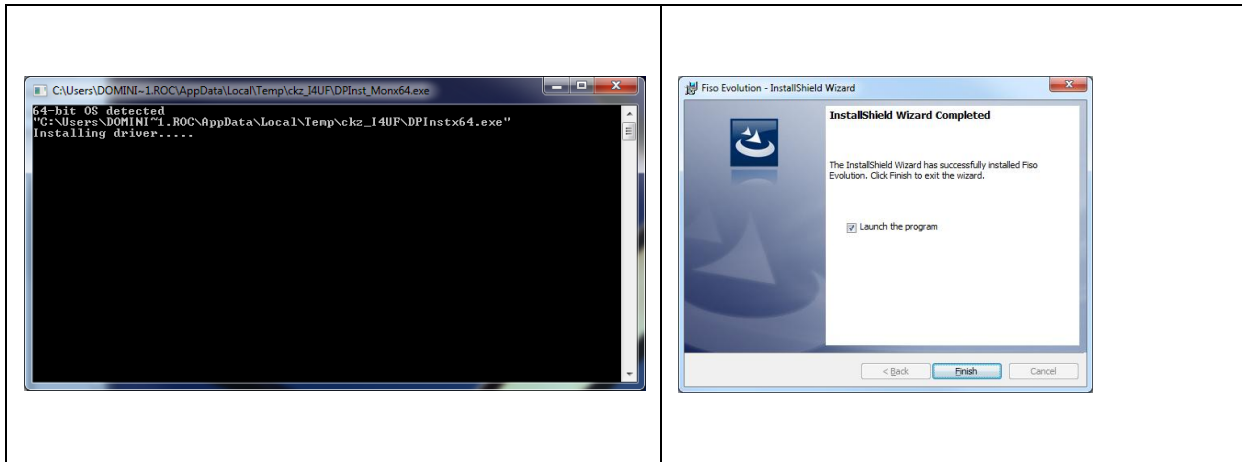 C:\Users\DOMINI~1.ROC\AppData\Local\Temp\ckz_I4UF\DPInst_Monx64.exe
64-bit OS detected
"C:\Users\DOMINI~1.ROC\AppData\Local\Temp\ckz_I4UF\DPInstx64.exe"
Installing driver.....
Fiso Evolution - InstallShield Wizard
InstallShield Wizard Completed
The InstallShield Wizard has successfully installed Fiso
Evolution. Click Finish to exit the wizard.
Launch the program
< Back
Finish
Cancel